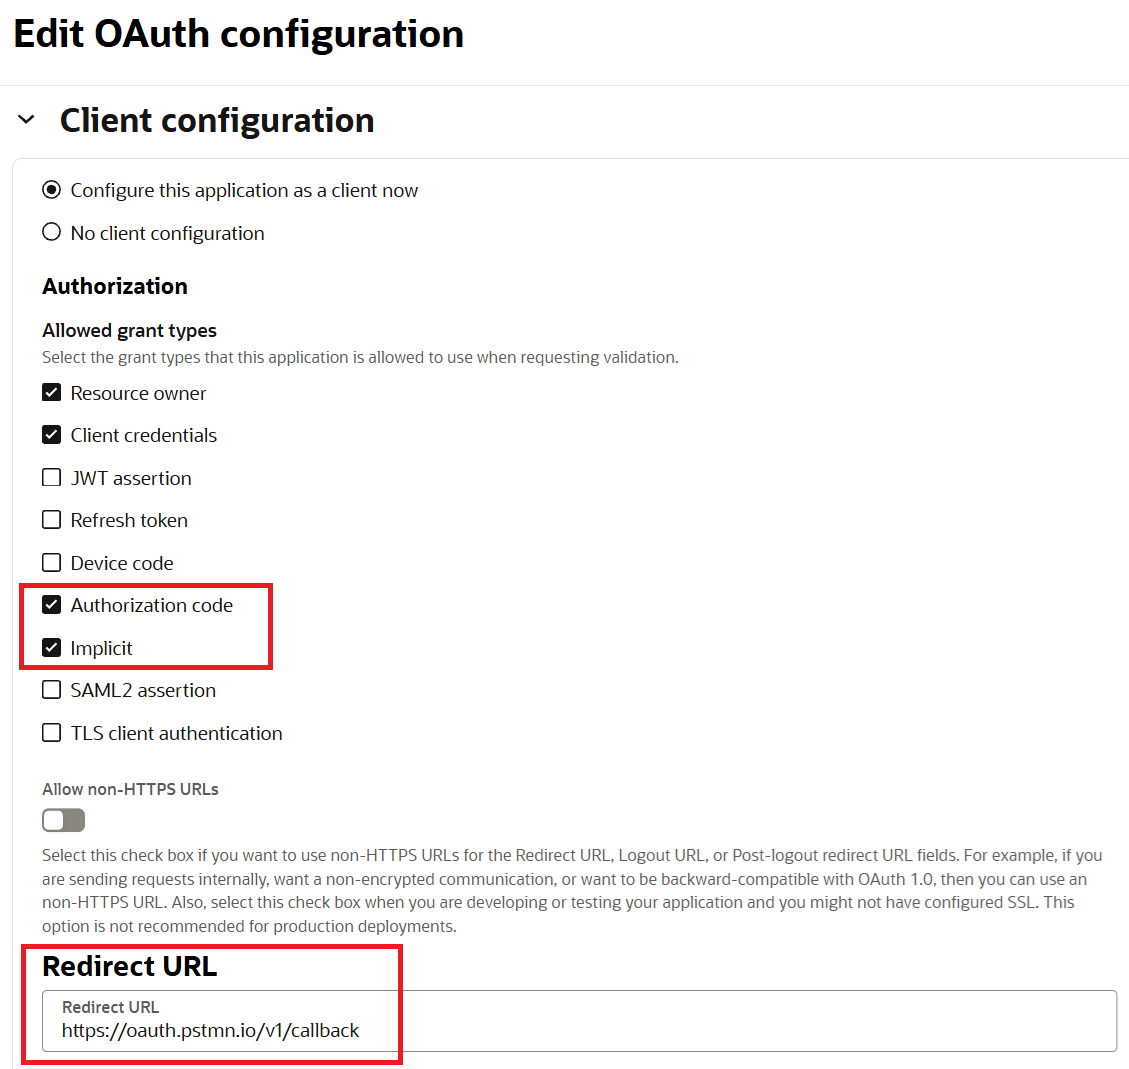 Edit OAuth configuration
Client configuration
Configure this application as a client now
No client configuration
Authorization
Allowed grant types
Select the grant types that this application is allowed to use when requesting validation.
Resource owner
Client credentials
JWT assertion
Refresh token
Device code
Authorization code
Implicit
SAML2 assertion
TLS client authentication
Allow non-HTTPS URLs
Select this check box if you want to use non-HTTPS URLs for the Redirect URL, Logout URL, or Post-logout redirect URL fields. For example, if you
are sending requests internally, want a non-encrypted communication, or want to be backward-compatible with OAuth 1.0, then you can use an
non-HTTPS URL. Also, select this check box when you are developing or testing your application and you might not have configured SSL. This
option is not recommended for production deployments.
Redirect URL
Redirect URL
https://oauth.pstmn.io/v1/callback